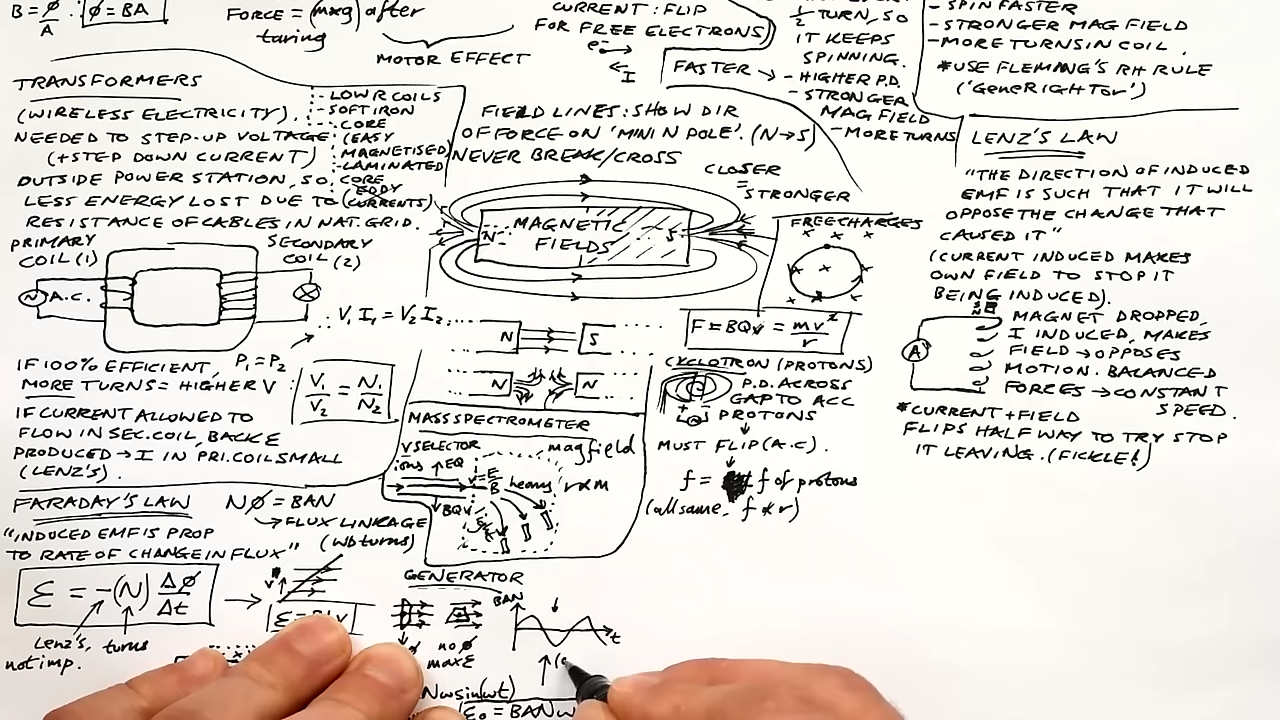 B = Ø/A ∴ Ø = BA
FORCE = (m×g) after
taring
MOTOR EFFECT
CURRENT: FLIP
FOR FREE ELECTRONS
e⁻
I
½ TURN, SO
IT KEEPS
SPINNING.
FASTER → - HIGHER P.D.
- STRONGER
MAG FIELD
- MORE TURNS
- SPIN FASTER
- STRONGER MAG FIELD
- MORE TURNS IN COIL.
*USE FLEMING'S RH RULE
('GeneRIGHTor')
TRANSFORMERS
(WIRELESS ELECTRICITY).
NEEDED TO STEP-UP VOLTAGE
(+STEP DOWN CURRENT)
OUTSIDE POWER STATION, SO
LESS ENERGY LOST DUE TO
RESISTANCE OF CABLES IN NAT. GRID.
- LOW R COILS
- SOFT IRON
CORE
(EASY
MAGNETISED)
- LAMINATED
CORE
(EDDY
CURRENTS)
PRIMARY
COIL (1)
SECONDARY
COIL (2)
A.C.
∴ V₁I₁ = V₂I₂
IF 100% EFFICIENT, P₁ = P₂
MORE TURNS = HIGHER V
V₁/V₂ = N₁/N₂
IF CURRENT ALLOWED TO
FLOW IN SEC. COIL, BACK Ɛ
PRODUCED → I IN PRI. COIL SMALL
(LENZ'S).
FIELD LINES: SHOW DIR
OF FORCE ON 'MINI N POLE'. (N→S)
NEVER BREAK/CROSS
CLOSER
=
STRONGER
N MAGNETIC S
FIELDS
N S
N N
FREE CHARGES
F = BQv = mv²/r
CYCLOTRON (PROTONS)
P.D. ACROSS
GAP TO ACC
PROTONS
MUST FLIP (A.C).
f = f of protons
(all same, f ∝ r)
MASS SPECTROMETER
V SELECTOR
ions ↑EQ
↓BQv
v = E/B
mag field
heavy r ∝ m
LENZ'S LAW
"THE DIRECTION OF INDUCED
EMF IS SUCH THAT IT WILL
OPPOSE THE CHANGE THAT
CAUSED IT"
(CURRENT INDUCED MAKES
OWN FIELD TO STOP IT
BEING INDUCED).
S
N
A
MAGNET DROPPED,
I INDUCED, MAKES
FIELD → OPPOSES
MOTION. BALANCED
FORCES → CONSTANT
SPEED.
*CURRENT + FIELD
FLIPS HALF WAY TO TRY STOP
IT LEAVING. (FICKLE!)
FARADAY'S LAW
NØ = BAN
→ FLUX LINKAGE
(Wb turns)
"INDUCED EMF IS PROP
TO RATE OF CHANGE IN FLUX"
Ɛ = -(N) ΔØ/Δt
Lenz's, turns
not imp.
v
GENERATOR
BAN
t
no Ø
max Ɛ
BANωsin(ωt)
Ɛ₀ = BANω